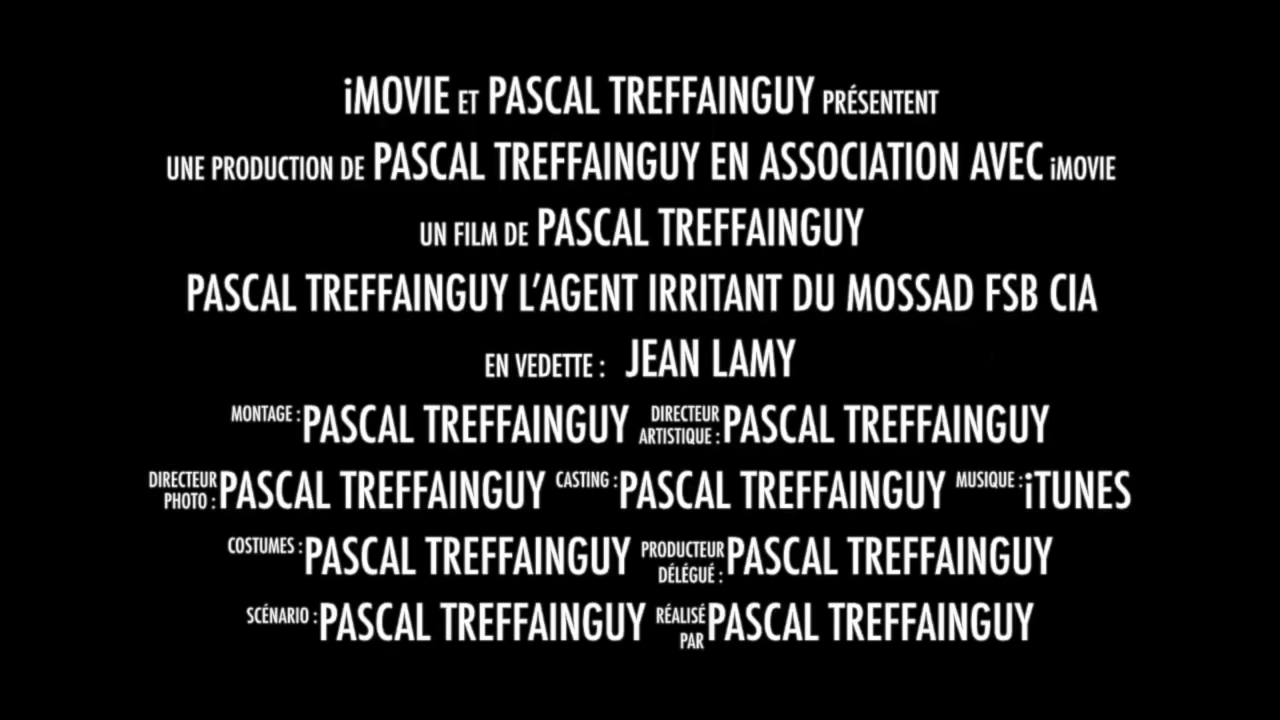 iMOVIE ET PASCAL TREFFAINGUY PRÉSENTENT
UNE PRODUCTION DE PASCAL TREFFAINGUY EN ASSOCIATION AVEC iMOVIE
UN FILM DE PASCAL TREFFAINGUY
PASCAL TREFFAINGUY L'AGENT IRRITANT DU MOSSAD FSB CIA
EN VEDETTE : JEAN LAMY
MONTAGE : PASCAL TREFFAINGUY DIRECTEUR ARTISTIQUE : PASCAL TREFFAINGUY
DIRECTEUR PHOTO : PASCAL TREFFAINGUY CASTING : PASCAL TREFFAINGUY MUSIQUE : iTUNES
COSTUMES : PASCAL TREFFAINGUY PRODUCTEUR DÉLÉGUÉ : PASCAL TREFFAINGUY
SCÉNARIO : PASCAL TREFFAINGUY RÉALISÉ PAR PASCAL TREFFAINGUY